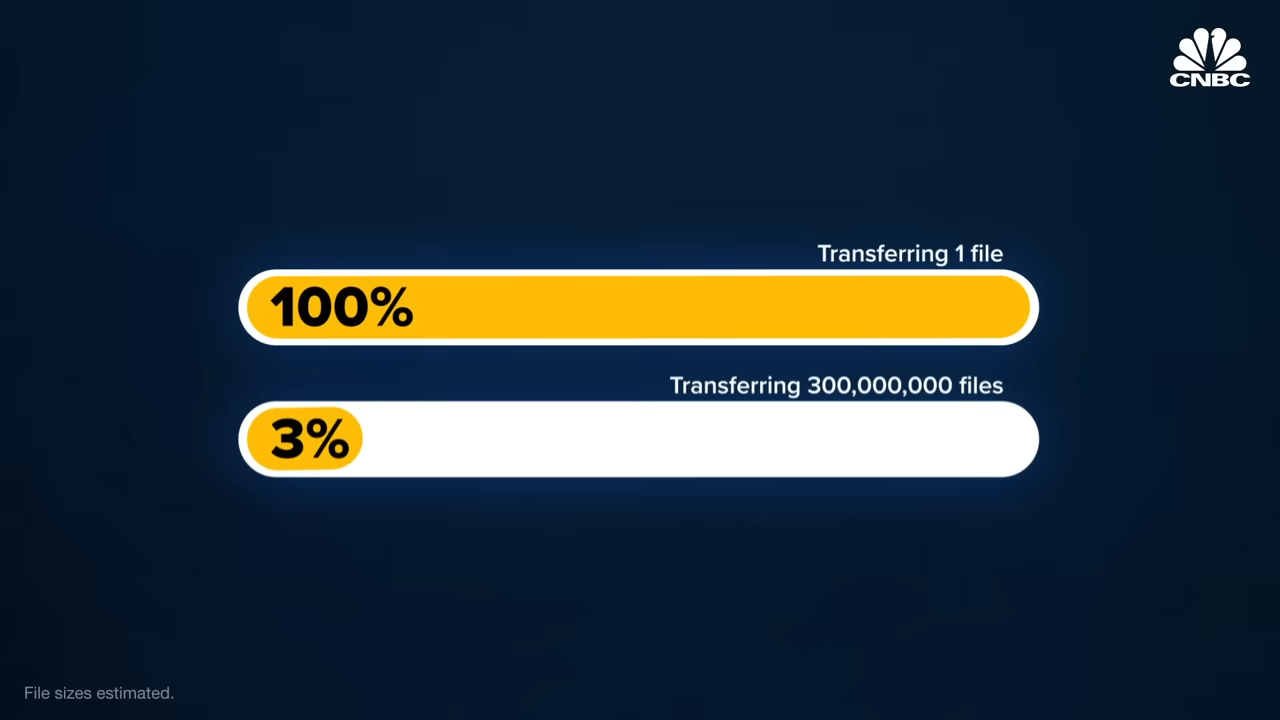 CNBC
Transferring 1 file
100%
Transferring 300,000,000 files
3%
File sizes estimated.